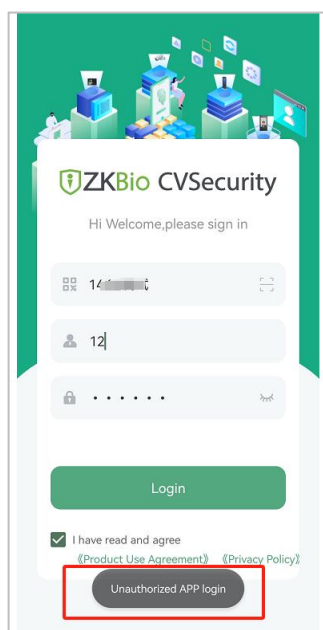 ZKBio CVSecurity
Hi Welcome,please sign in
12
Login
I have read and agree
《Product Use Agreement》 《Privacy Policy》
Unauthorized APP login